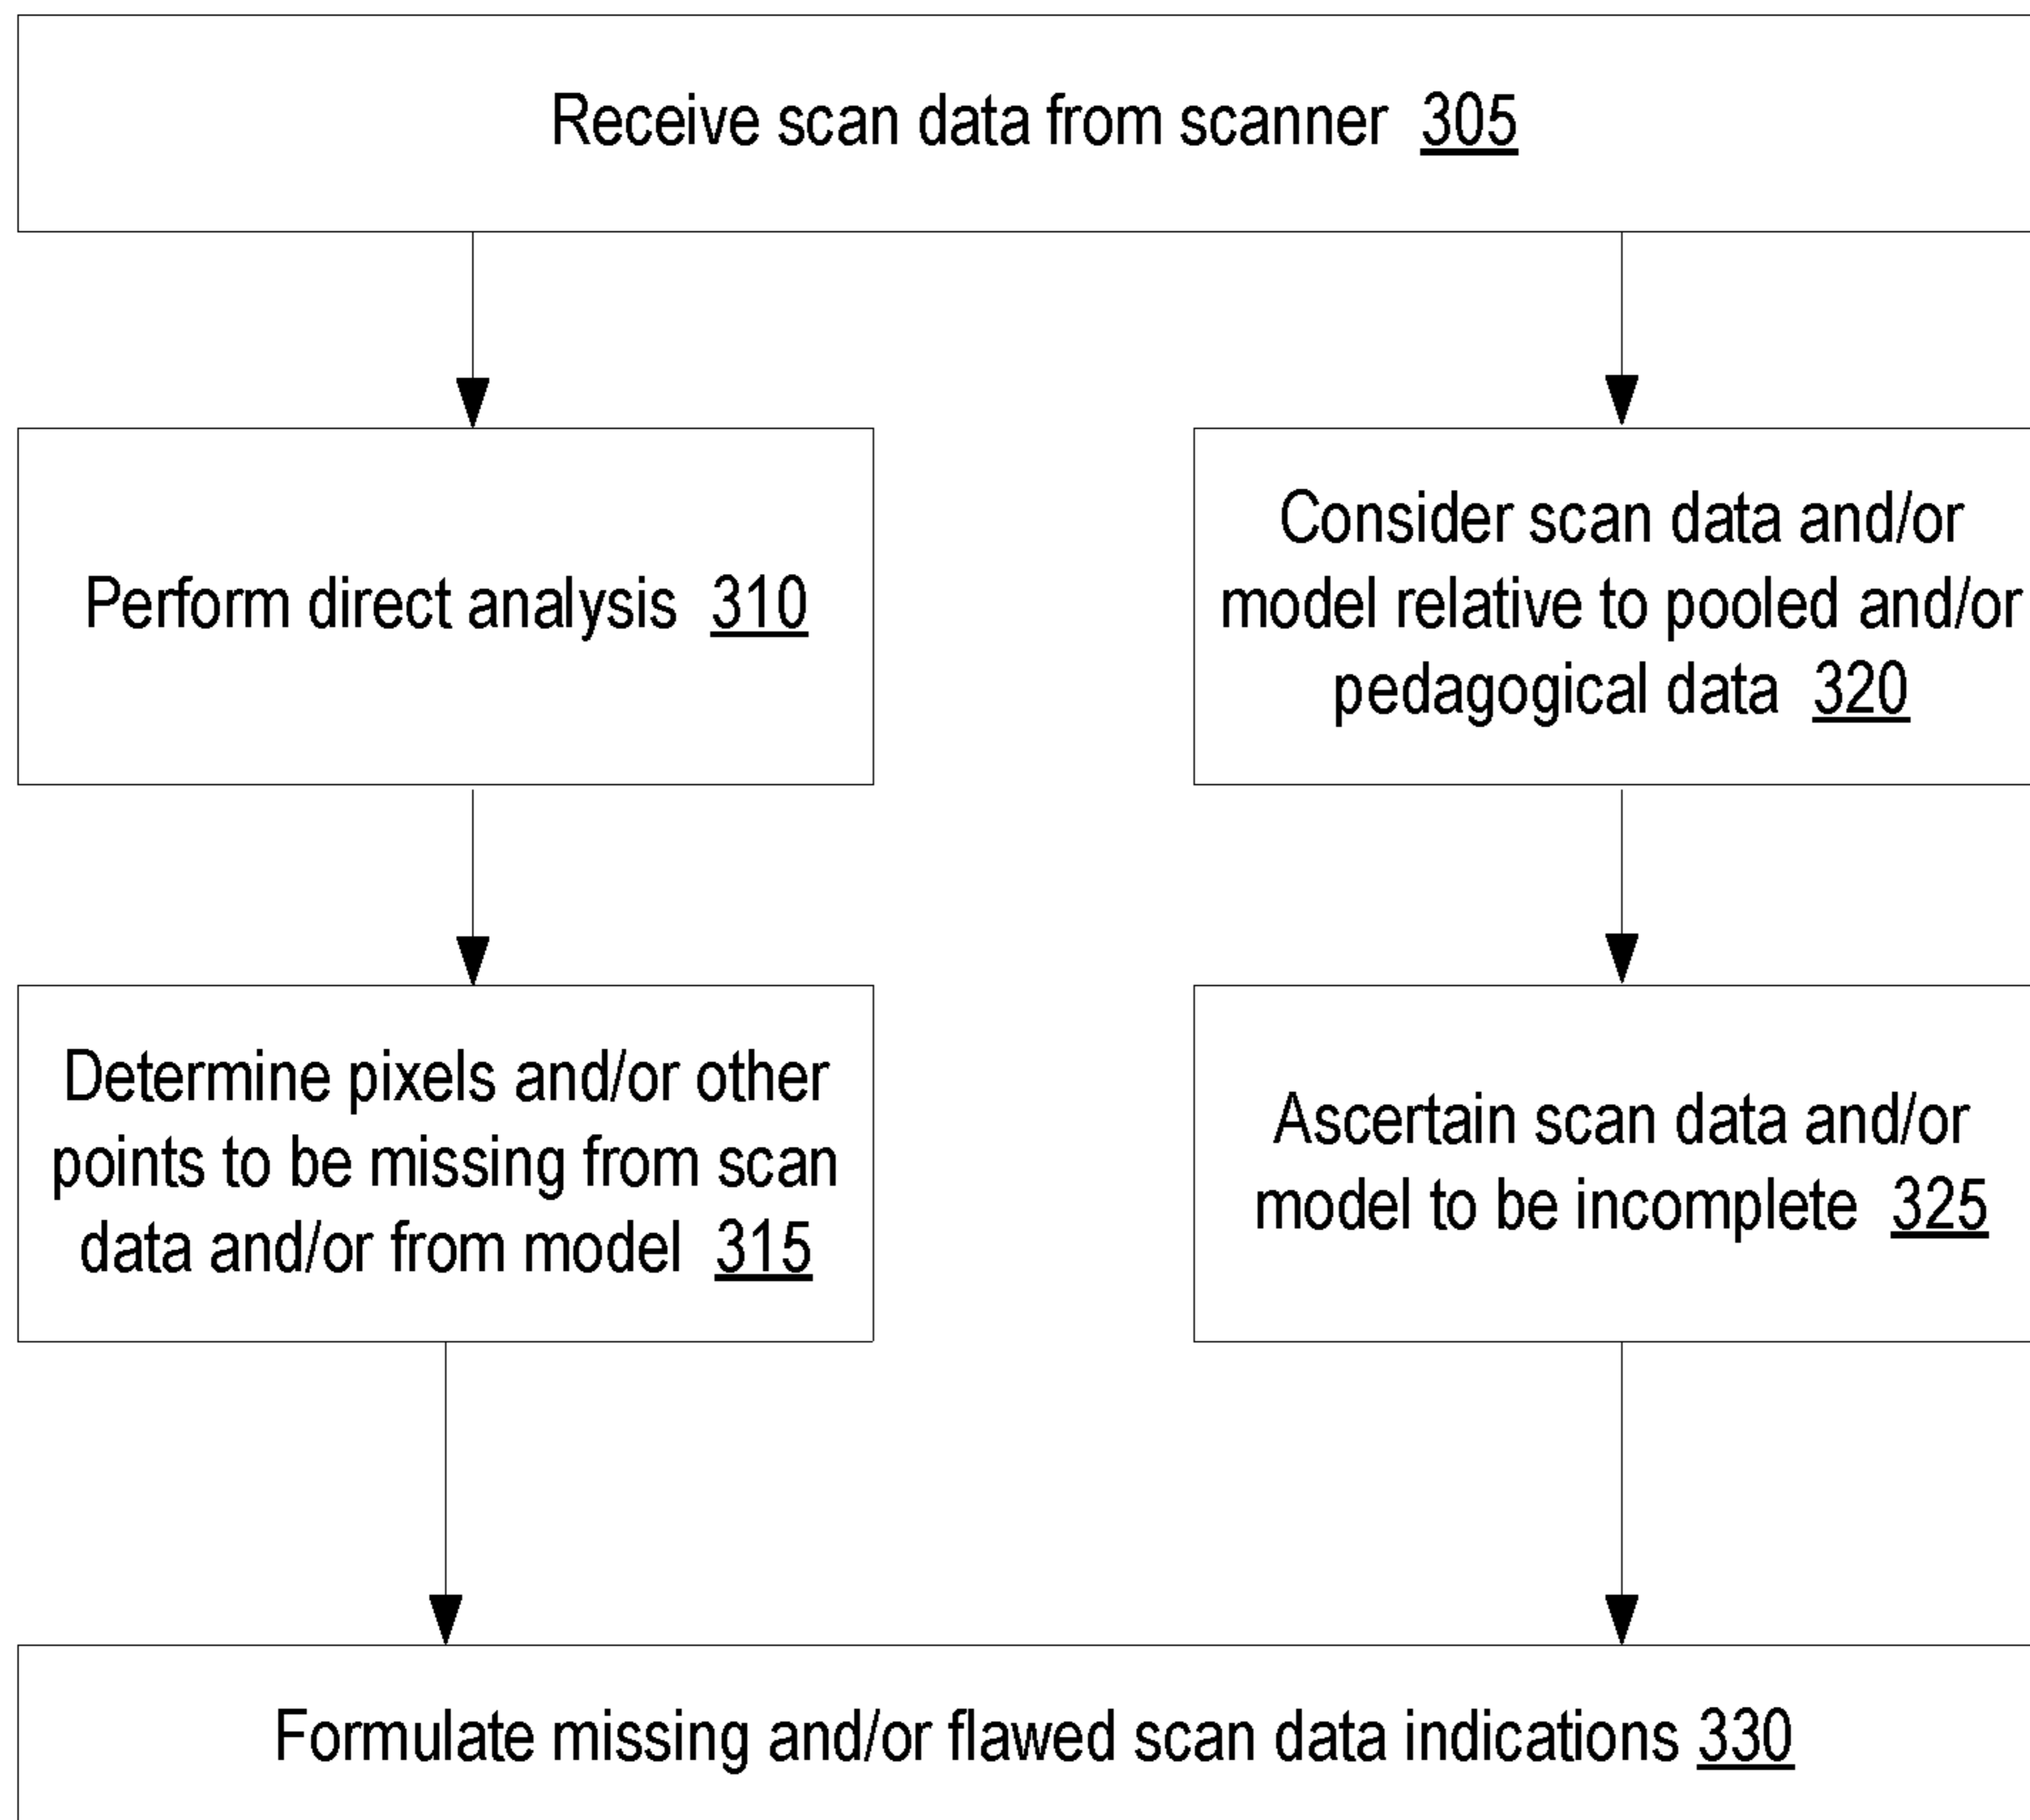 Receive scan data from scanner 305
Perform direct analysis 310
Consider scan data and/or
model relative to pooled and/or
pedagogical data 320
Determine pixels and/or other
points to be missing from scan
data and/or from model 315
Ascertain scan data and/or
model to be incomplete 325
Formulate missing and/or flawed scan data indications 330